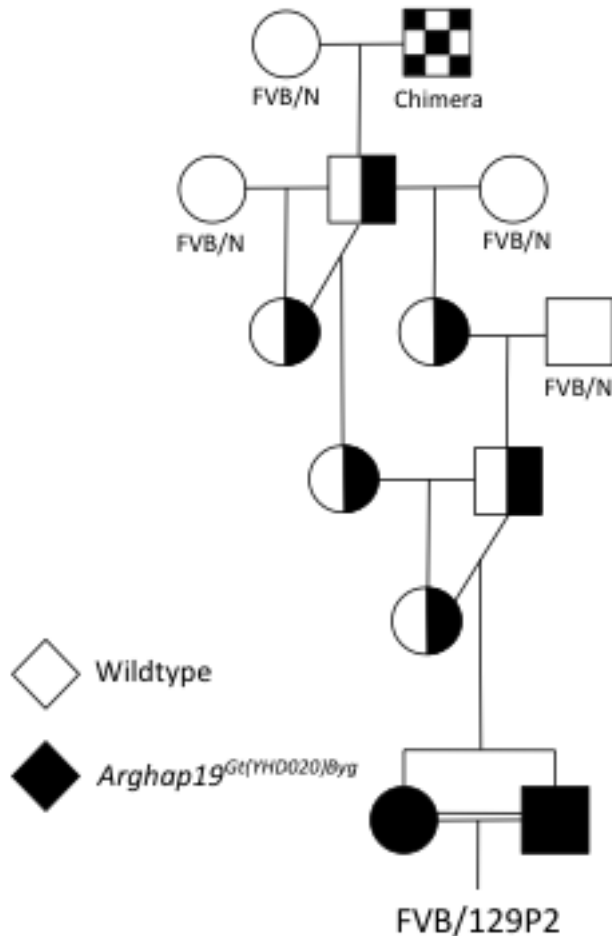 FVB/N
Chimera
FVB/N
FVB/N
FVB/N
Wildtype
Arghap19Gt(YHD020)Byg
FVB/129P2